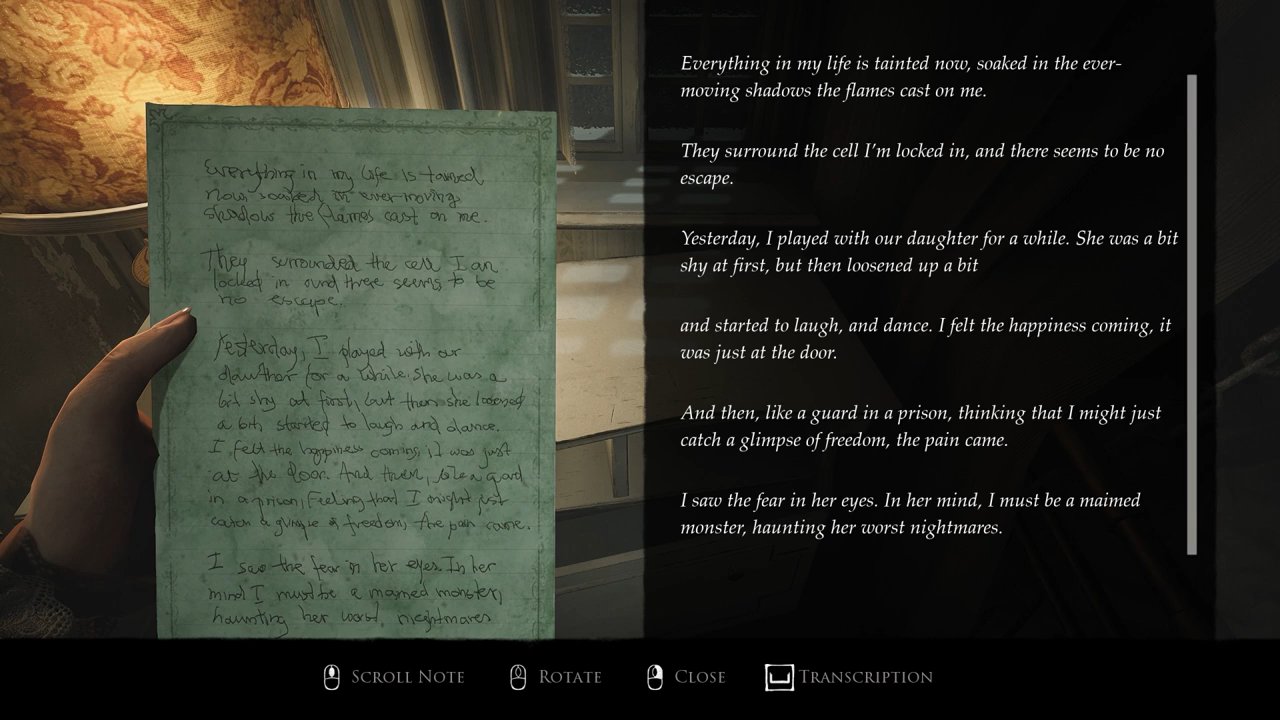 Everything in my life is tainted
now, soaked in ever-moving
shadows the flames cast on me.
They surrounded the cell I am
locked in and there seems to be
no escape.
Yesterday, I played with our
daughter for a while. She was a
bit shy at first, but then she loosened
a bit, started to laugh and dance.
I felt the happiness coming, it was just
at the door. And then, like a guard
in a prison, feeling that I might just
catch a glimpse of freedom, the pain came.
I saw the fear in her eyes. In her
mind I must be a maimed monster,
haunting her worst nightmares
Everything in my life is tainted now, soaked in the ever-
moving shadows the flames cast on me.
They surround the cell I'm locked in, and there seems to be no
escape.
Yesterday, I played with our daughter for a while. She was a bit
shy at first, but then loosened up a bit
and started to laugh, and dance. I felt the happiness coming, it
was just at the door.
And then, like a guard in a prison, thinking that I might just
catch a glimpse of freedom, the pain came.
I saw the fear in her eyes. In her mind, I must be a maimed
monster, haunting her worst nightmares.
SCROLL NOTE
ROTATE
CLOSE
TRANSCRIPTION